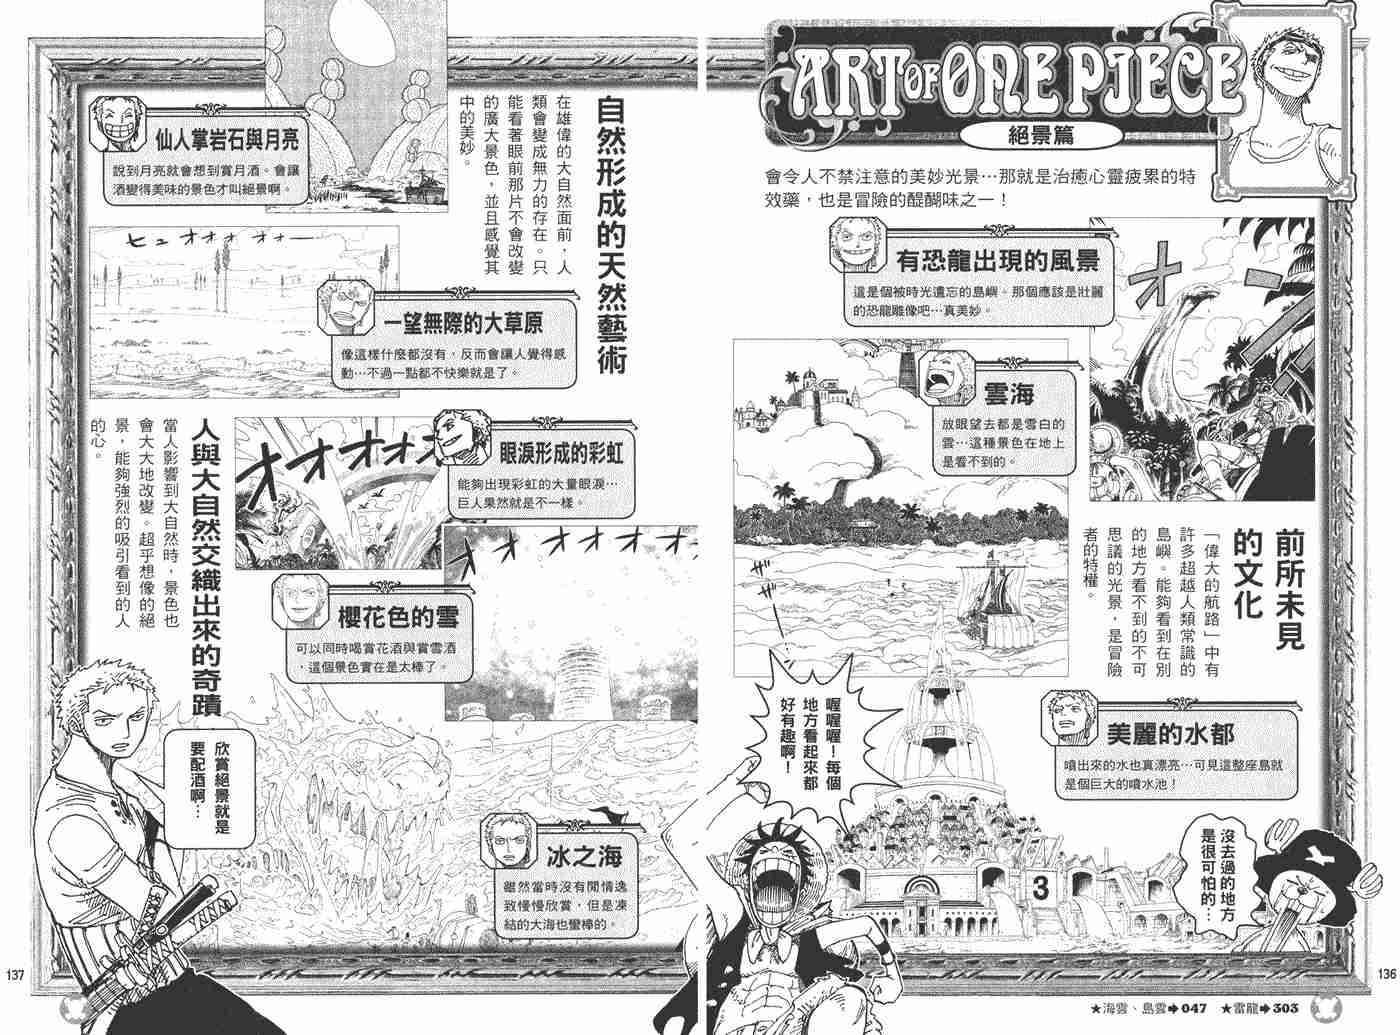 ART OF ONE PIECE
絕景篇
會令人不禁注意的美妙光景…那就是治癒心靈疲累的特
效藥，也是冒險的醍醐味之一！
有恐龍出現的風景
這是個被時光遺忘的島嶼。那個應該是壯麗
的恐龍雕像吧…真美妙。
オオオ
雲海
放眼望去都是雪白的
雲…這種景色在地上
是看不到的。
前所未見
的文化
「偉大的航路」中有
許多超越人類常識的
島嶼。能夠看到在別
的地方看不到的不可
思議的光景，是冒險
者的特權。
美麗的水都
噴出來的水也真漂亮…可見這整座島就
是個巨大的噴水池！
3
喔喔喔！每個
地方看起來都
好有趣啊！
沒去過的地方
是很可怕的…
★海雲、島雲➡047　★雷龍➡303
136
自然形成的天然藝術
在雄偉的大自然面前，人
類會變成無力的存在。只
能看著眼前那片不會改變
的廣大景色，並且感覺其
中的美妙。
仙人掌岩石與月亮
說到月亮就會想到賞月酒。會讓
酒變得美味的景色才叫絕景啊。
ヒュオオオオオー
一望無際的大草原
像這樣什麼都沒有，反而會讓人覺得感
動…不過一點都不快樂就是了。
人與大自然交織出來的奇蹟
當人影響到大自然時，景色也
會大大地改變。超乎想像的絕
景，能夠強烈的吸引看到的人
的心。
オオオオオ
眼淚形成的彩虹
能夠出現彩虹的大量眼淚…
巨人果然就是不一樣。
櫻花色的雪
可以同時喝賞花酒與賞雪酒
，這個景色實在是太棒了。
冰之海
雖然當時沒有閒情逸
致慢慢欣賞，但是凍
結的大海也蠻棒的。
欣賞絕景就是
要配酒啊…
137